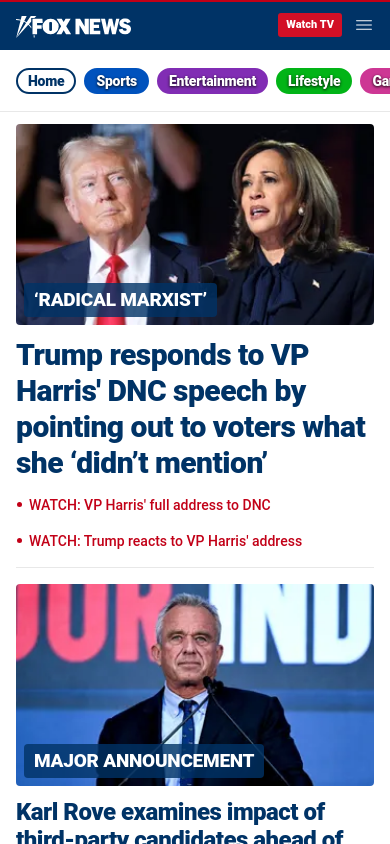 FOX NEWS
Watch TV
Home
Sports
Entertainment
Lifestyle
Ga
‘RADICAL MARXIST’
Trump responds to VP
Harris' DNC speech by
pointing out to voters what
she ‘didn’t mention’
• WATCH: VP Harris' full address to DNC
• WATCH: Trump reacts to VP Harris' address
OUR IND
MAJOR ANNOUNCEMENT
Karl Rove examines impact of
third-party candidates ahead of